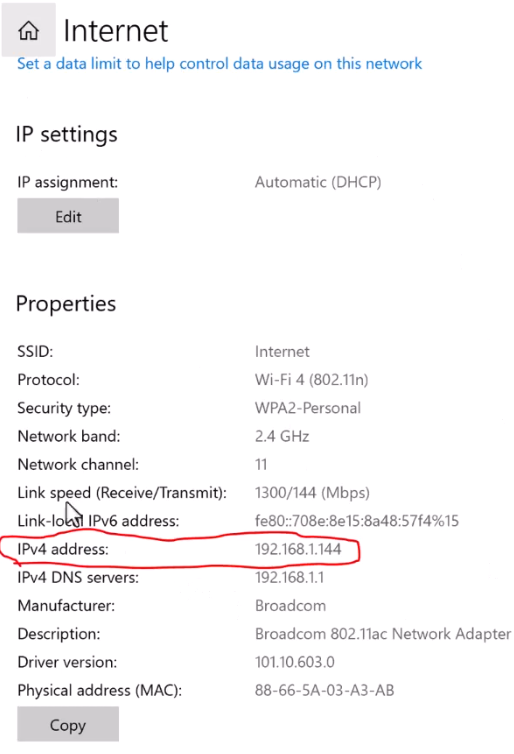 Internet
Set a data limit to help control data usage on this network
IP settings
IP assignment: Automatic (DHCP)
Edit
Properties
SSID: Internet
Protocol: Wi-Fi 4 (802.11n)
Security type: WPA2-Personal
Network band: 2.4 GHz
Network channel: 11
Link speed (Receive/Transmit): 1300/144 (Mbps)
Link-local IPv6 address: fe80::708e:8e15:8a48:57f4%15
IPv4 address: 192.168.1.144
IPv4 DNS servers: 192.168.1.1
Manufacturer: Broadcom
Description: Broadcom 802.11ac Network Adapter
Driver version: 101.10.603.0
Physical address (MAC): 88-66-5A-03-A3-AB
Copy